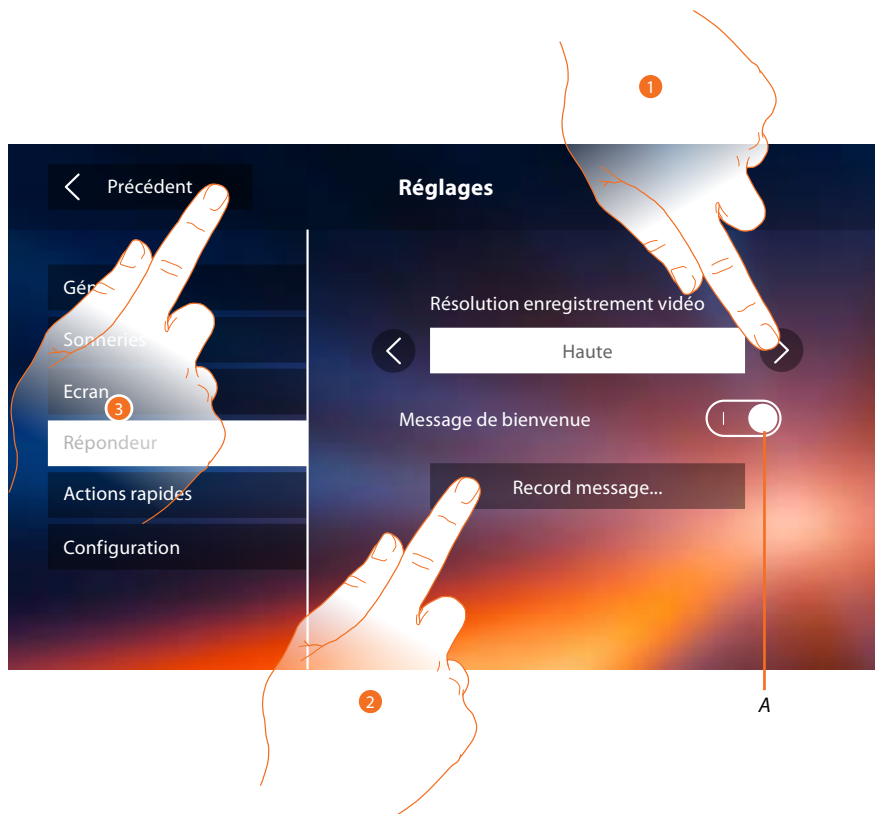 1
Précédent
Réglages
Gén
Sonneries
Ecran
3
Répondeur
Actions rapides
Configuration
Résolution enregistrement vidéo
Haute
Message de bienvenue
Record message...
2
A